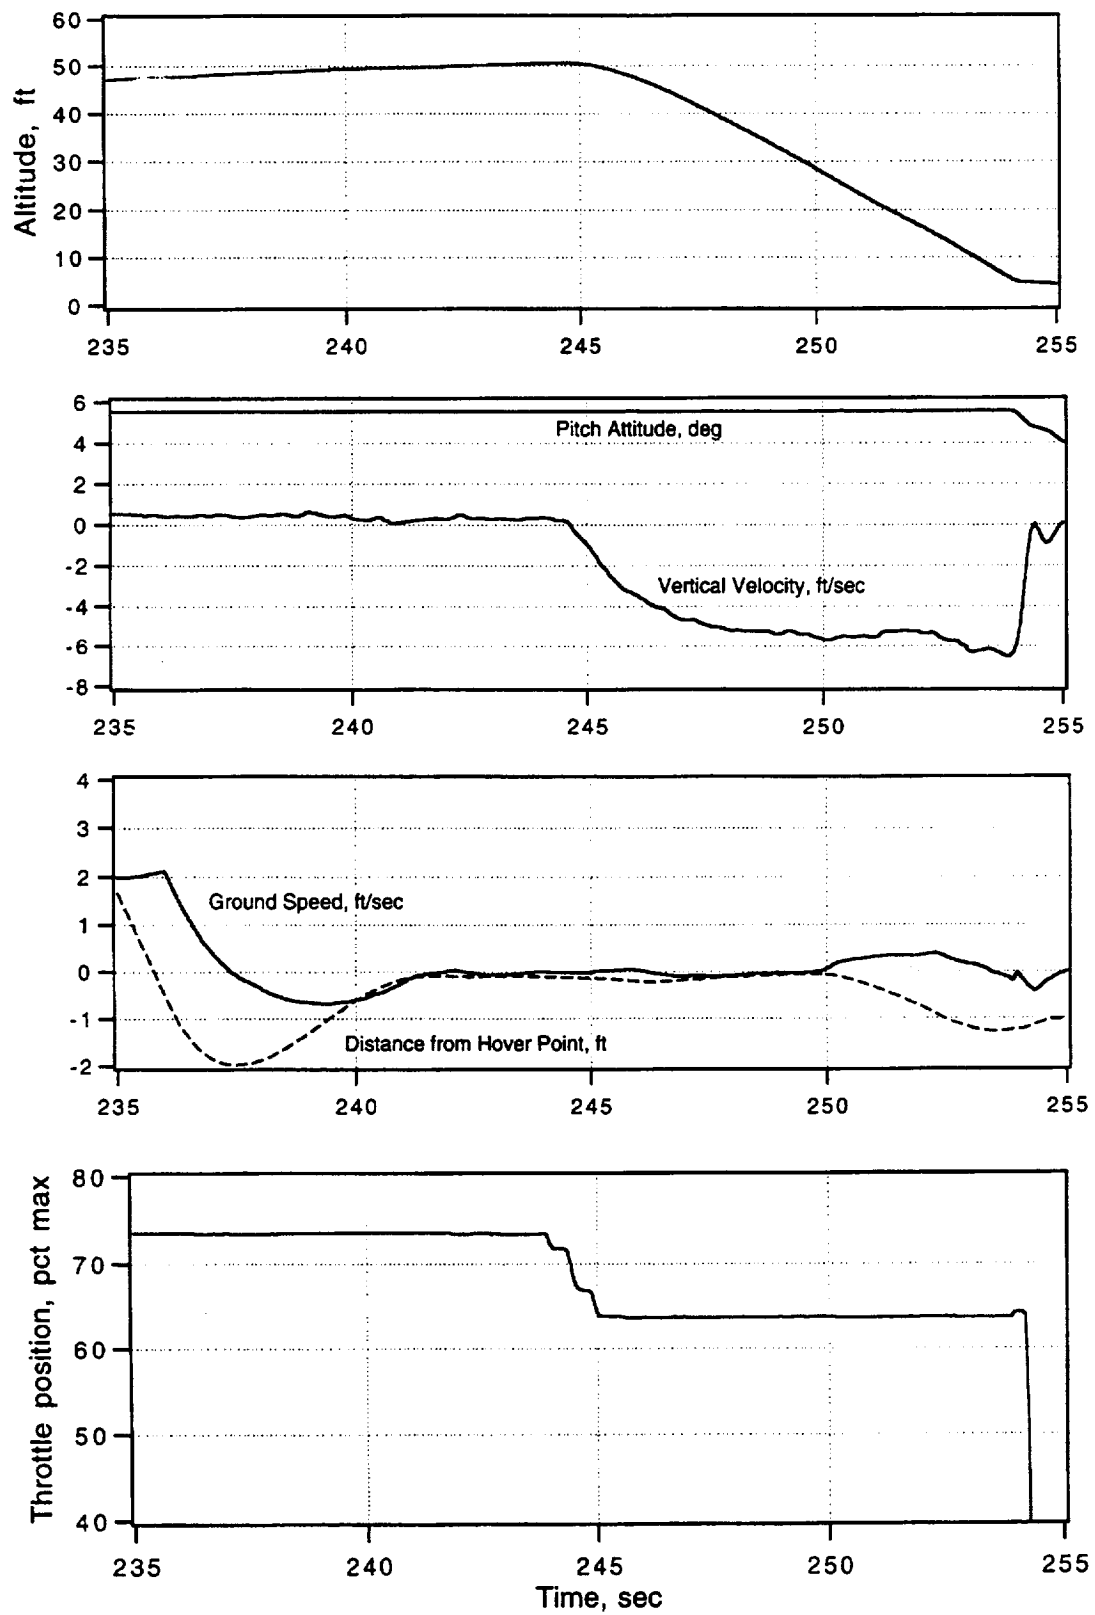 60
50
40
30
20
10
0
Altitude, ft
235 240 245 250 255
6
4
2
0
-2
-4
-6
-8
Pitch Attitude, deg
Vertical Velocity, ft/sec
235 240 245 250 255
4
3
2
1
0
-1
-2
Ground Speed, ft/sec
Distance from Hover Point, ft
235 240 245 250 255
80
70
60
50
40
Throttle position, pct max
235 240 245 250 255
Time, sec